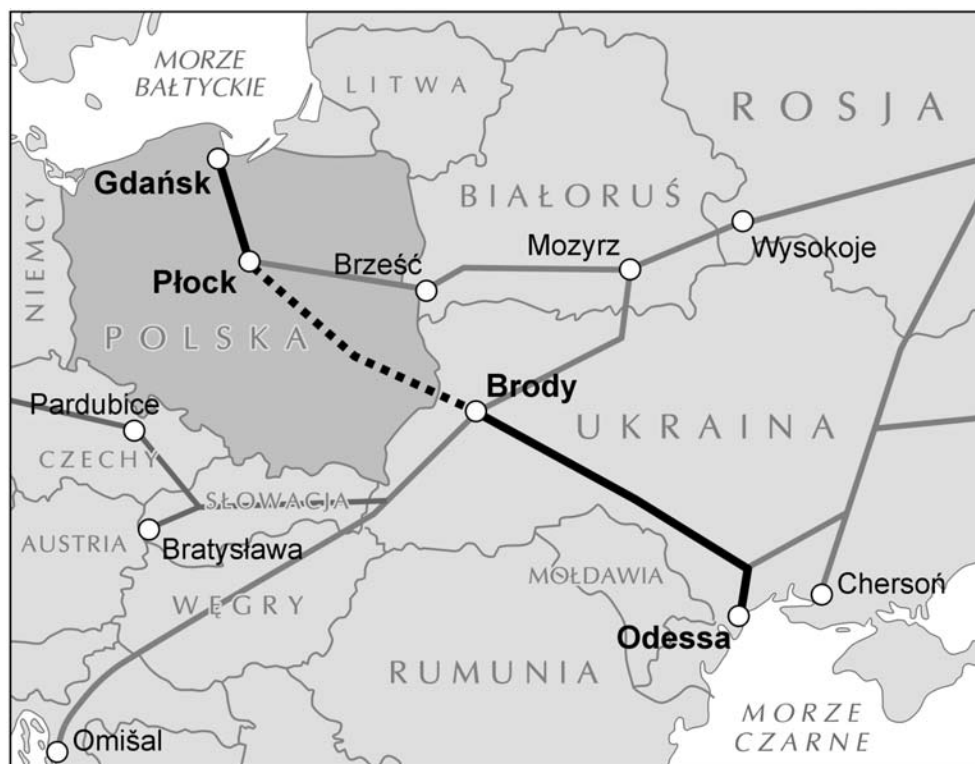 MORZE
BAŁTYCKIE
LITWA
ROSJA
Gdańsk
BIAŁORUŚ
NIEMCY
Mozyrz
Wysokoje
Brześć
Płock
POLSKA
Brody
Pardubice
UKRAINA
CZECHY
SŁOWACJA
AUSTRIA
Bratysława
MOŁDAWIA
Chersoń
WĘGRY
Odessa
RUMUNIA
MORZE
CZARNE
Omišal